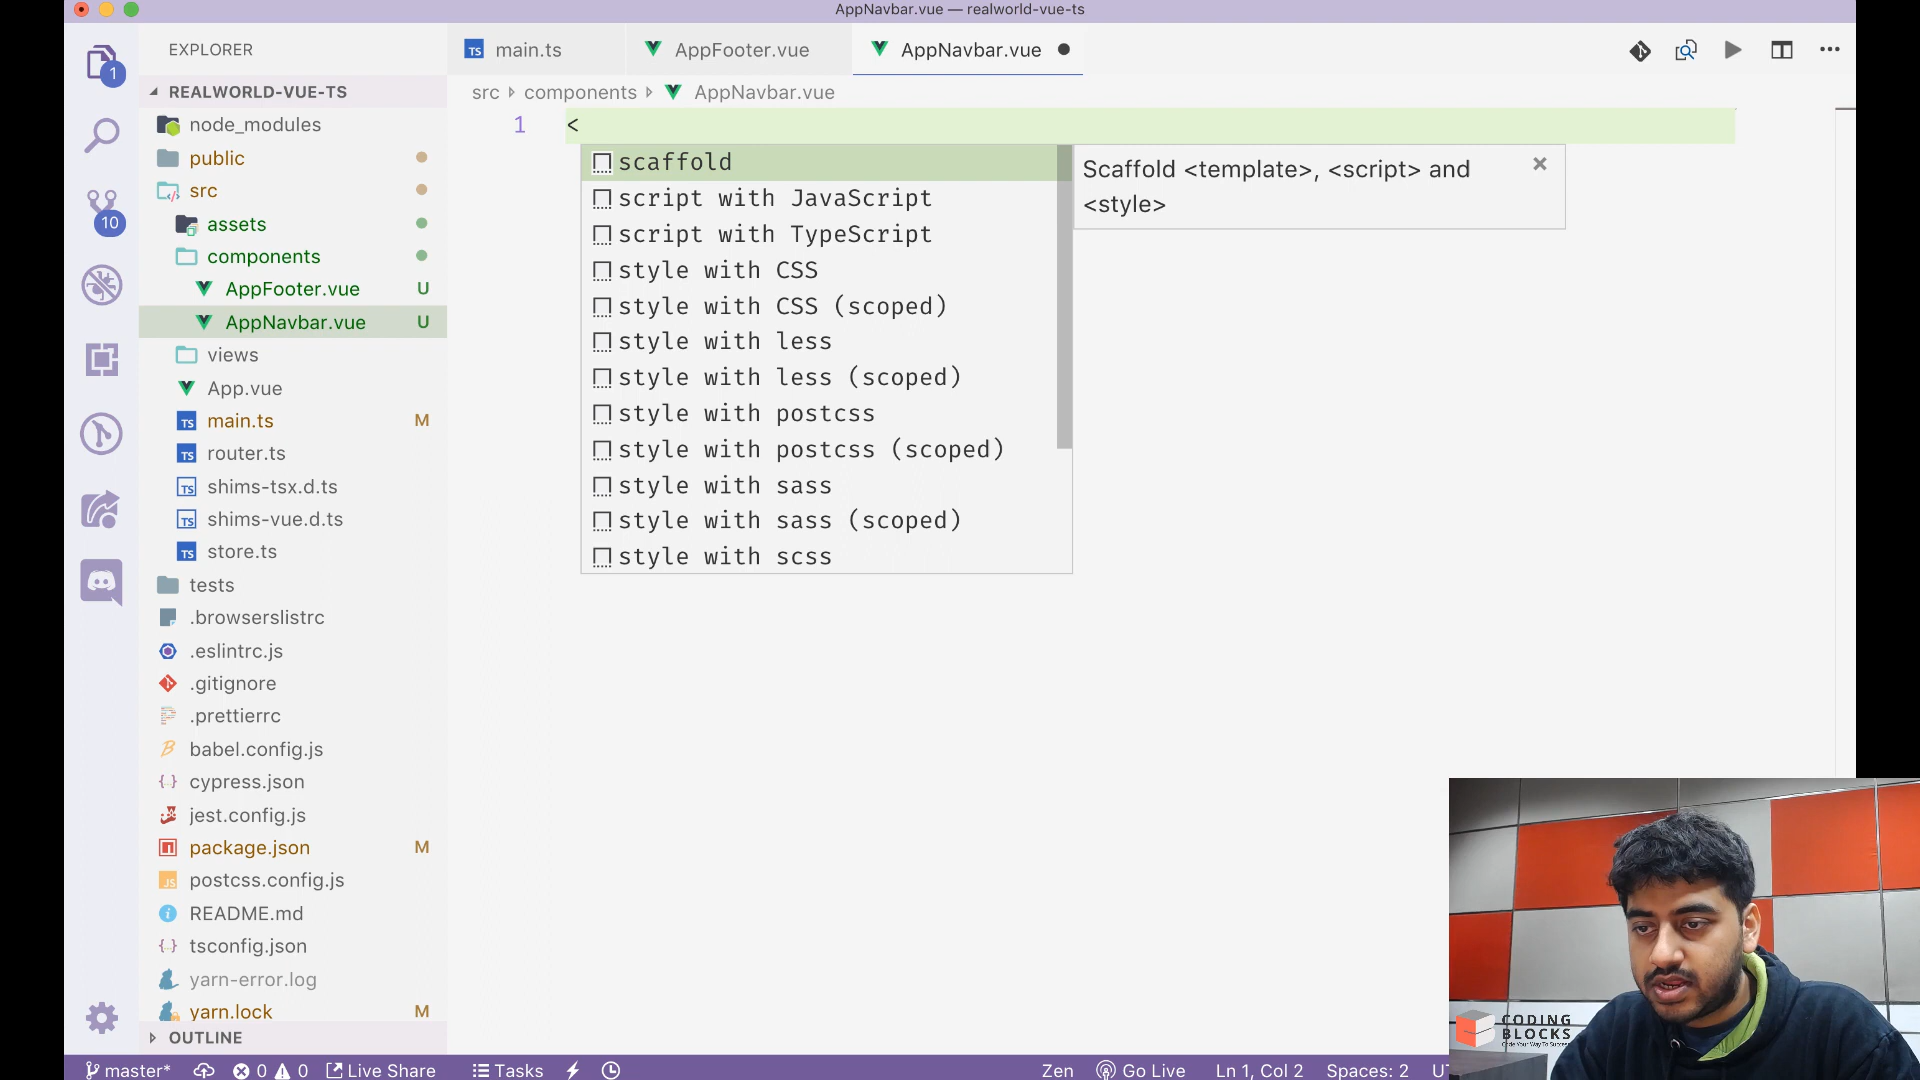 AppNavbar.vue — realworld-vue-ts
EXPLORER
main.ts
AppFooter.vue
AppNavbar.vue
1
10
REALWORLD-VUE-TS
node_modules
public
src
assets
components
AppFooter.vue U
AppNavbar.vue U
views
App.vue
main.ts M
router.ts
shims-tsx.d.ts
shims-vue.d.ts
store.ts
tests
.browserslistrc
.eslintrc.js
.gitignore
.prettierrc
babel.config.js
cypress.json
jest.config.js
package.json M
postcss.config.js
README.md
tsconfig.json
yarn-error.log
yarn.lock M
OUTLINE
src components AppNavbar.vue
1 <
scaffold
script with JavaScript
script with TypeScript
style with CSS
style with CSS (scoped)
style with less
style with less (scoped)
style with postcss
style with postcss (scoped)
style with sass
style with sass (scoped)
style with scss
Scaffold <template>, <script> and
<style>
CODING
BLOCKS
master* 0 0 Live Share Tasks Zen Go Live Ln 1, Col 2 Spaces: 2